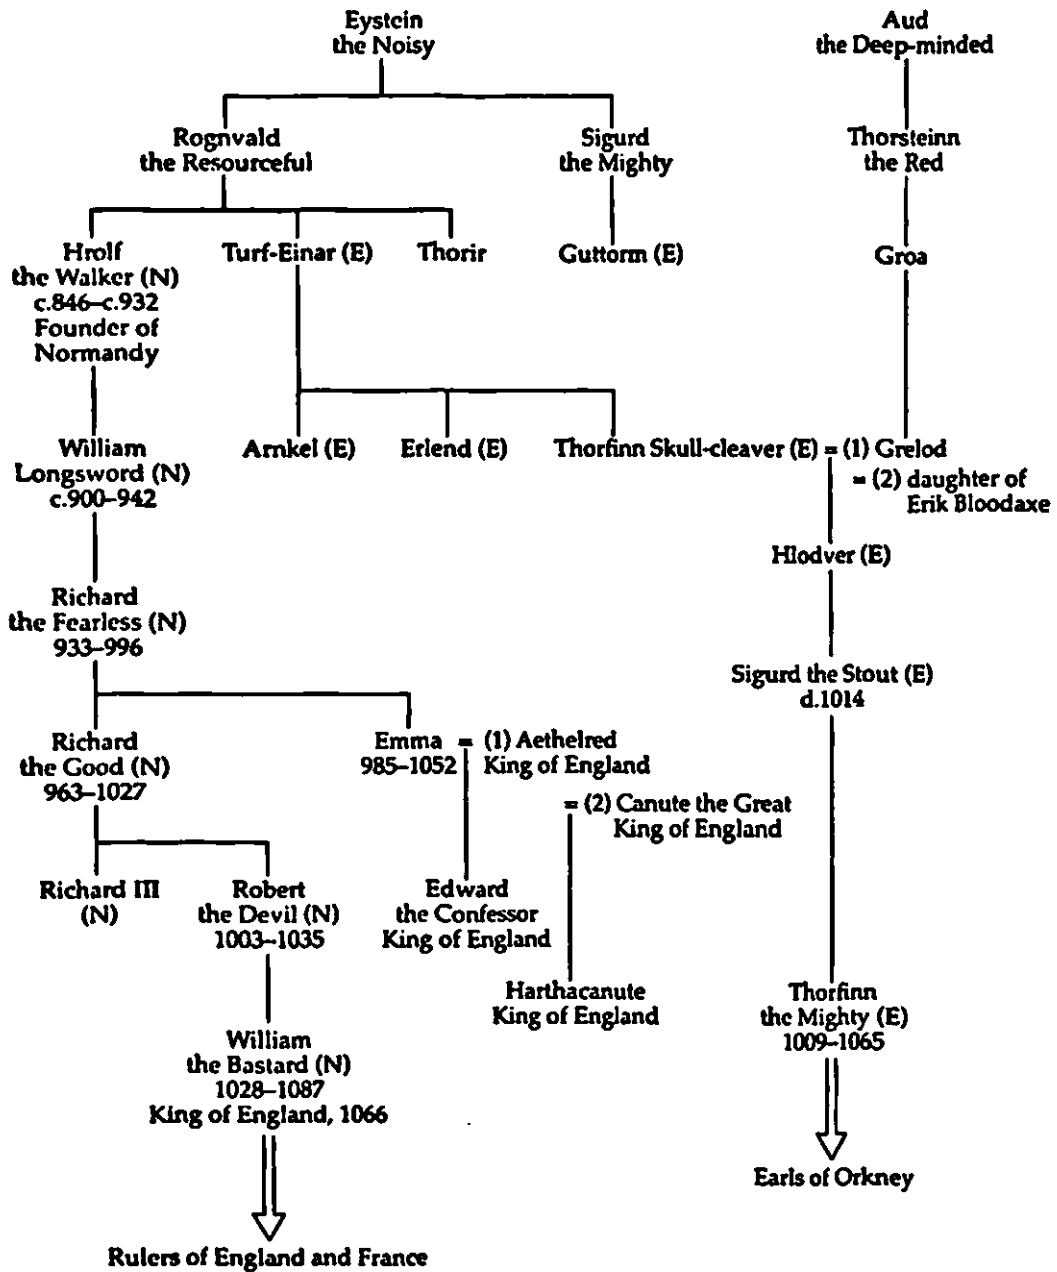 Eystein
the Noisy
Aud
the Deep-minded
Rognvald
the Resourceful
Sigurd
the Mighty
Thorsteinn
the Red
Hrolf
the Walker (N)
c.846–c.932
Founder of
Normandy
Turf-Einar (E)
Thorir
Guttorm (E)
Groa
William
Longsword (N)
c.900–942
Arnkel (E)
Erlend (E)
Thorfinn Skull-cleaver (E) = (1) Grelod
= (2) daughter of
Erik Bloodaxe
Hlodver (E)
Richard
the Fearless (N)
933–996
Sigurd the Stout (E)
d.1014
Richard
the Good (N)
963–1027
Emma = (1) Aethelred
985–1052 King of England
= (2) Canute the Great
King of England
Richard III
(N)
Robert
the Devil (N)
1003–1035
Edward
the Confessor
King of England
Harthacanute
King of England
Thorfinn
the Mighty (E)
1009–1065
William
the Bastard (N)
1028–1087
King of England, 1066
Earls of Orkney
Rulers of England and France